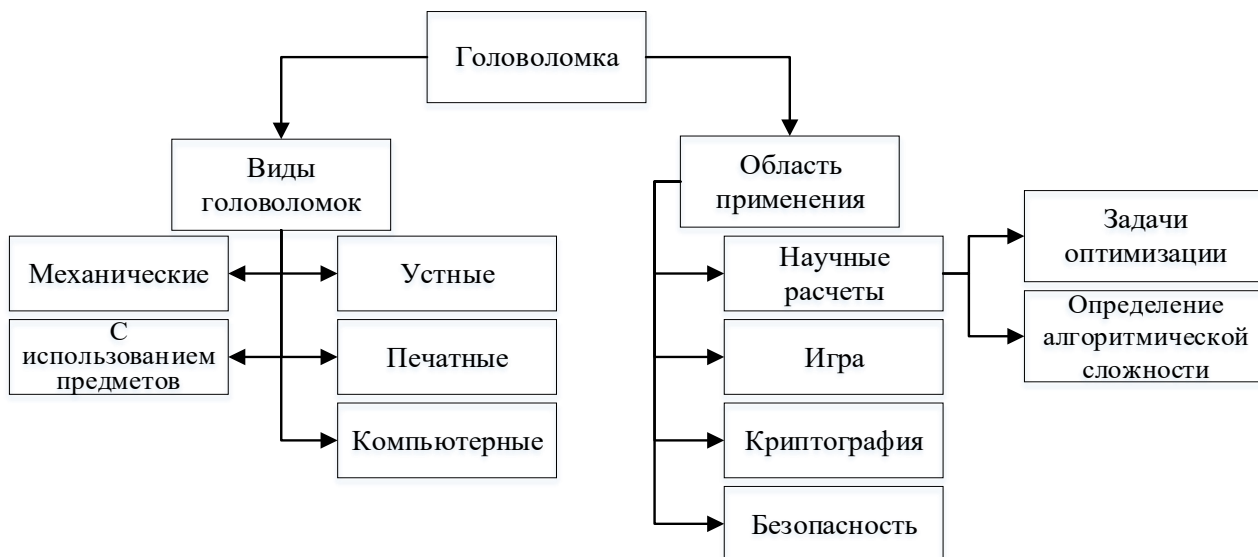 Головоломка
Виды
головоломок
Механические
Устные
С
использованием
предметов
Печатные
Компьютерные
Область
применения
Научные
расчеты
Задачи
оптимизации
Определение
алгоритмической
сложности
Игра
Криптография
Безопасность